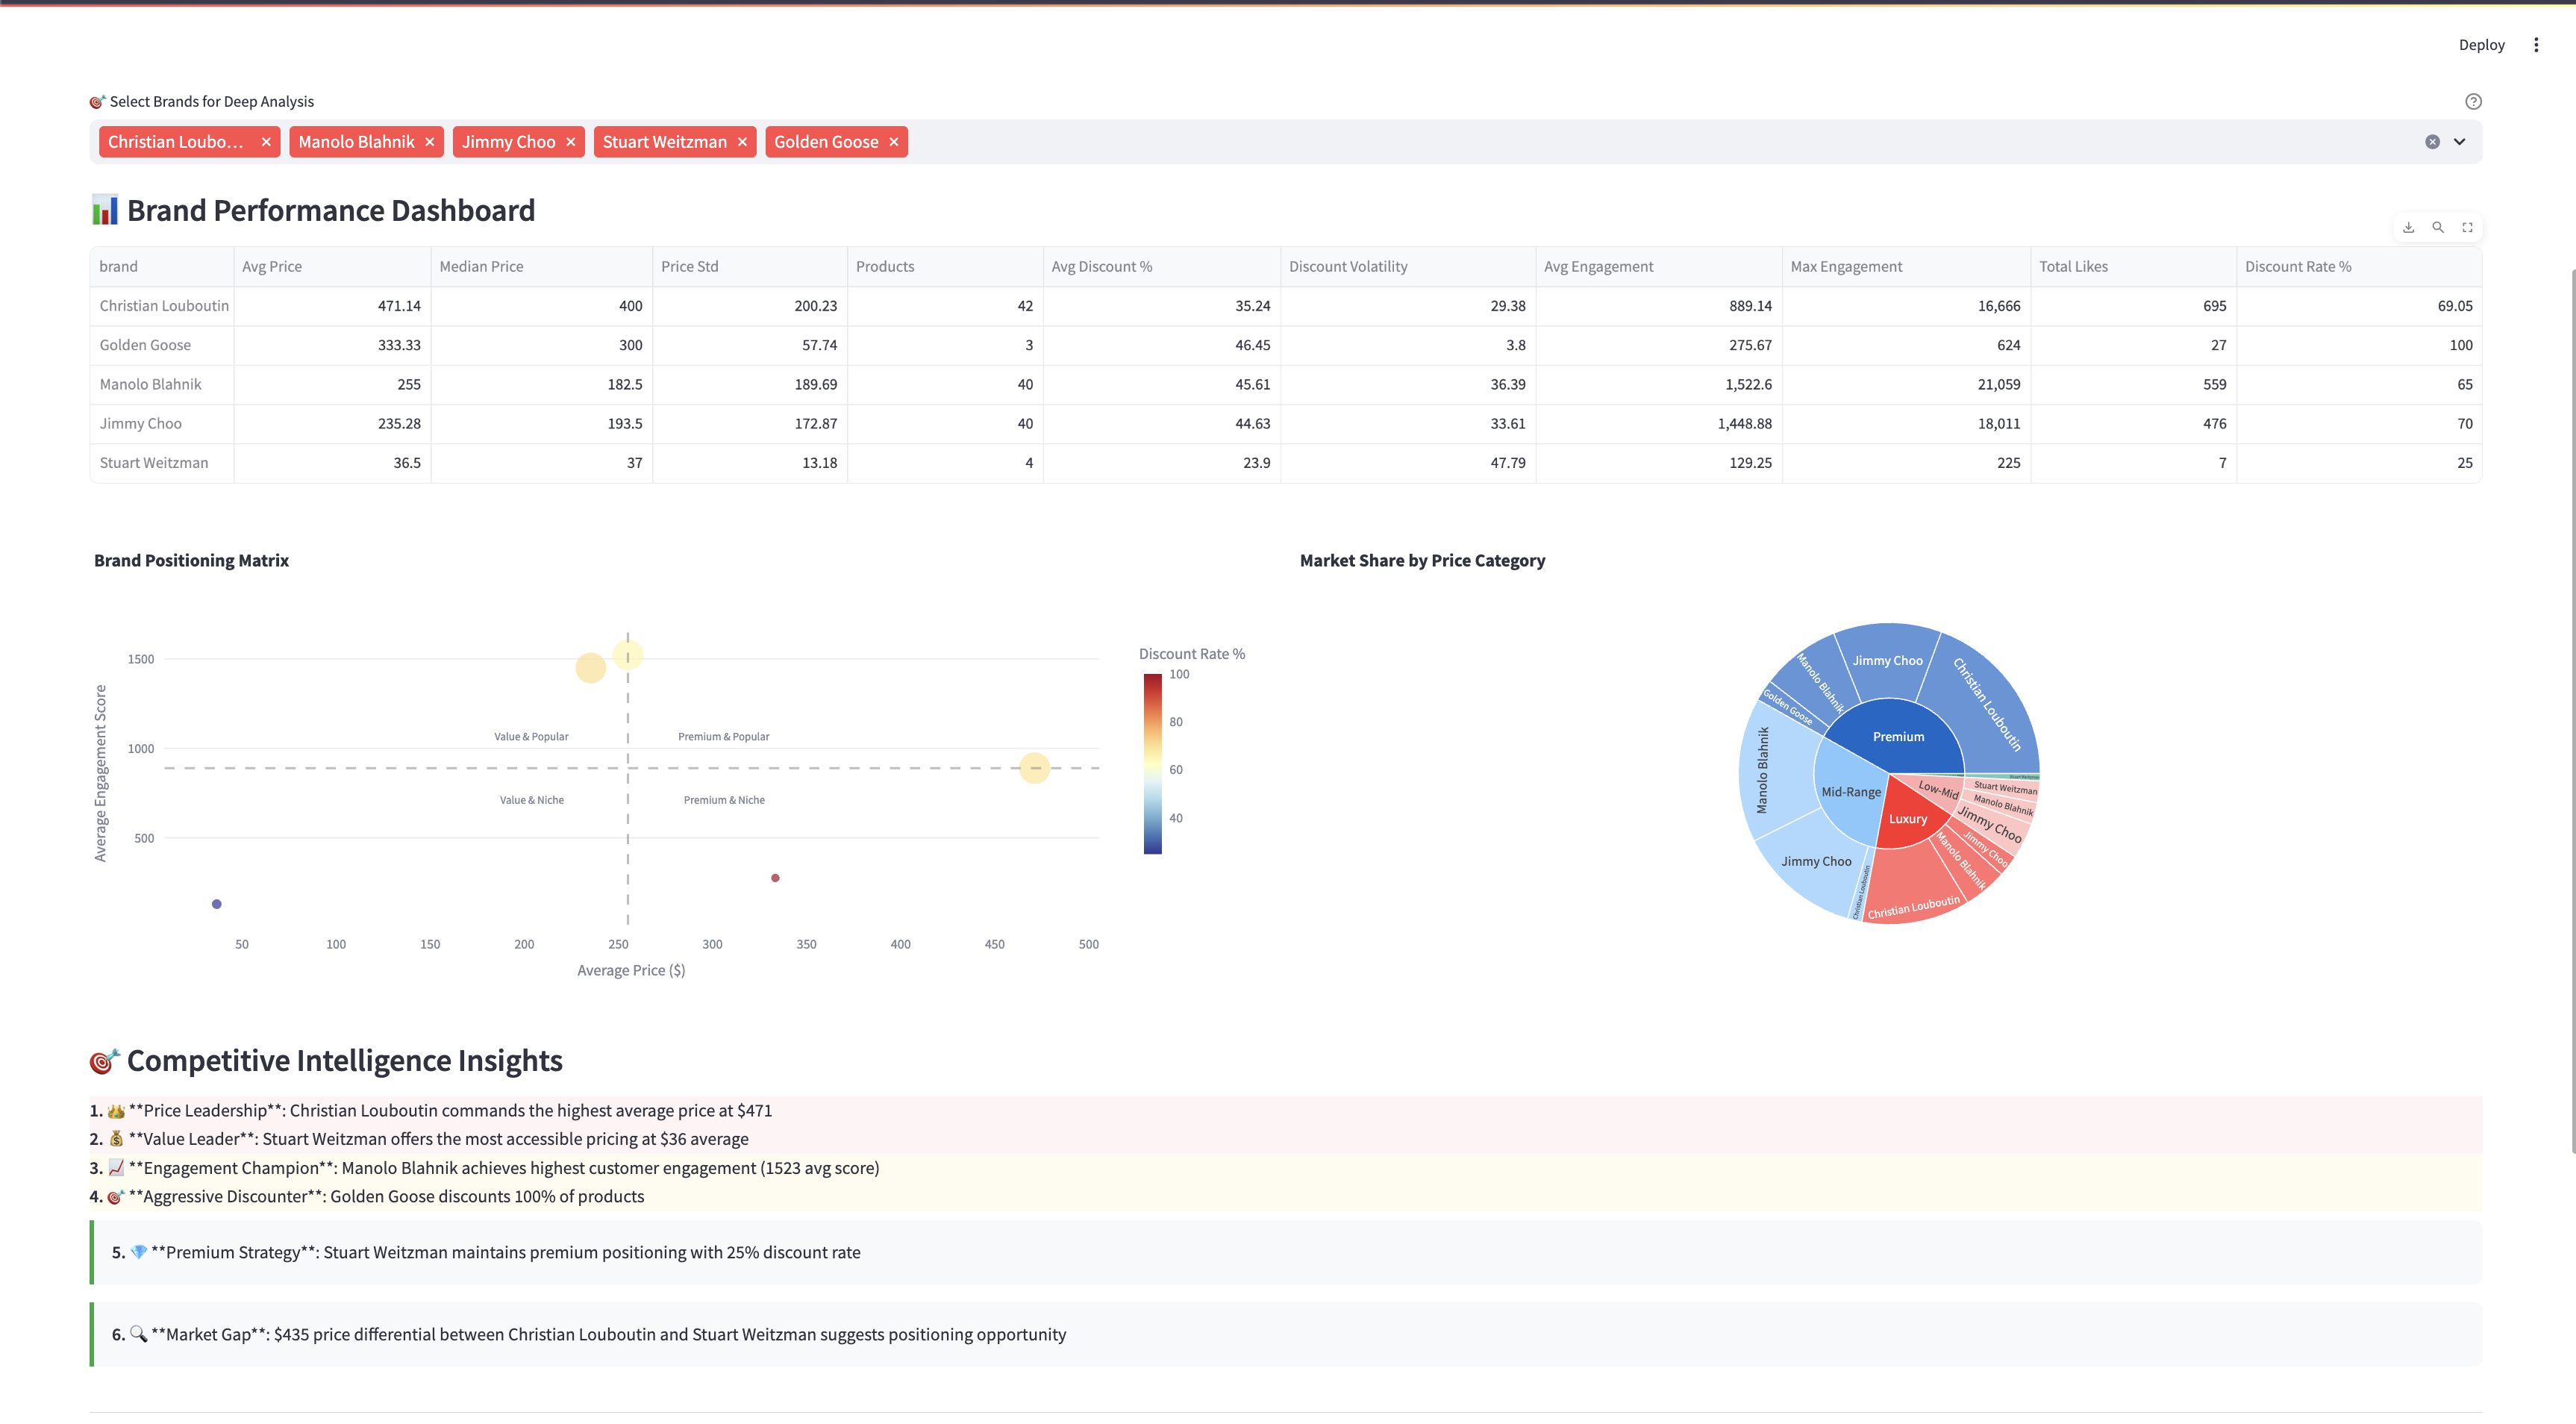 Deploy
🎯 Select Brands for Deep Analysis
Christian Loubo... × Manolo Blahnik × Jimmy Choo × Stuart Weitzman × Golden Goose ×
📊 Brand Performance Dashboard
brand Avg Price Median Price Price Std Products Avg Discount % Discount Volatility Avg Engagement Max Engagement Total Likes Discount Rate %
Christian Louboutin 471.14 400 200.23 42 35.24 29.38 889.14 16,666 695 69.05
Golden Goose 333.33 300 57.74 3 46.45 3.8 275.67 624 27 100
Manolo Blahnik 255 182.5 189.69 40 45.61 36.39 1,522.6 21,059 559 65
Jimmy Choo 235.28 193.5 172.87 40 44.63 33.61 1,448.88 18,011 476 70
Stuart Weitzman 36.5 37 13.18 4 23.9 47.79 129.25 225 7 25
Brand Positioning Matrix
Average Engagement Score
1500
1000
500
Value & Popular Premium & Popular
Value & Niche Premium & Niche
50 100 150 200 250 300 350 400 450 500
Average Price ($)
Discount Rate %
100
80
60
40
Market Share by Price Category
Premium
Christian Louboutin
Jimmy Choo
Manolo Blahnik
Golden Goose
Mid-Range
Manolo Blahnik
Jimmy Choo
Christian Louboutin
Luxury
Christian Louboutin
Manolo Blahnik
Jimmy Choo
Low-Mid
Jimmy Choo
Manolo Blahnik
Stuart Weitzman
Stuart Weitzman
🎯 Competitive Intelligence Insights
1. 👑 **Price Leadership**: Christian Louboutin commands the highest average price at $471
2. 💰 **Value Leader**: Stuart Weitzman offers the most accessible pricing at $36 average
3. 📈 **Engagement Champion**: Manolo Blahnik achieves highest customer engagement (1523 avg score)
4. 🎯 **Aggressive Discounter**: Golden Goose discounts 100% of products
5. 💎 **Premium Strategy**: Stuart Weitzman maintains premium positioning with 25% discount rate
6. 🔍 **Market Gap**: $435 price differential between Christian Louboutin and Stuart Weitzman suggests positioning opportunity